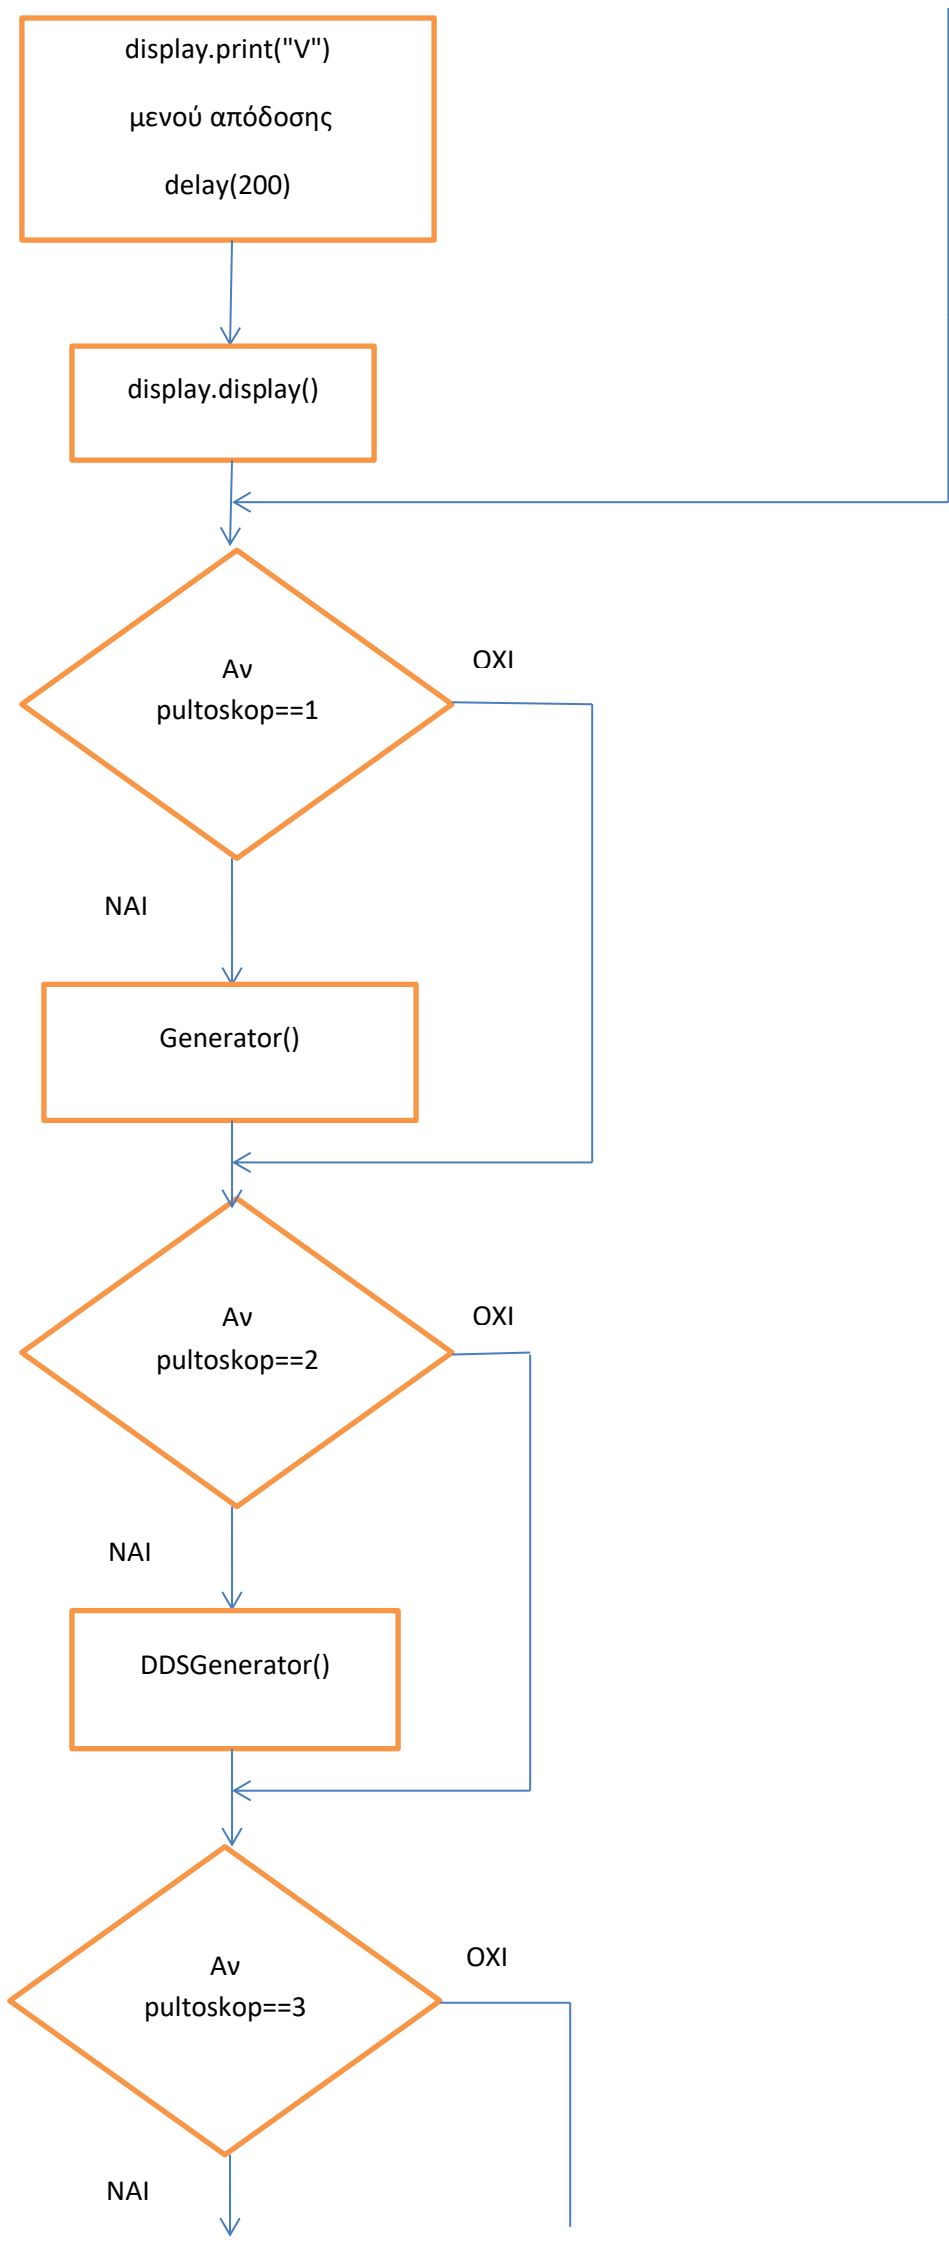 display.print("V")
μενού απόδοσης
delay(200)
display.display()
Αν
pultoskop==1
ΟΧΙ
ΝΑΙ
Generator()
Αν
pultoskop==2
ΟΧΙ
ΝΑΙ
DDSGenerator()
Αν
pultoskop==3
ΟΧΙ
ΝΑΙ